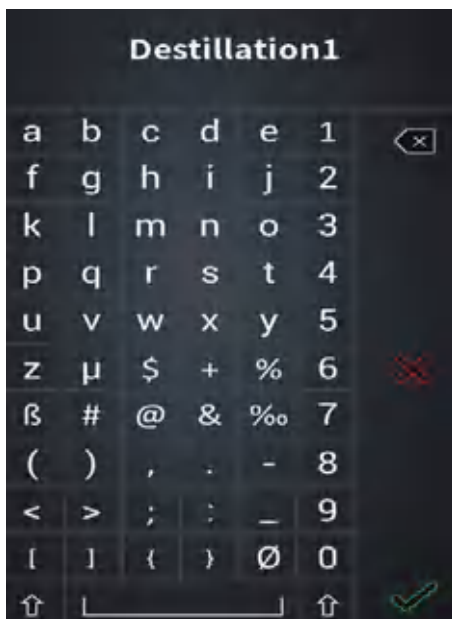 Destillation1
a b c d e 1
f g h i j 2
k l m n o 3
p q r s t 4
u v w x y 5
z µ $ + % 6
ß # @ & ‰ 7
( ) , . - 8
< > ; : _ 9
[ ] { } Ø 0